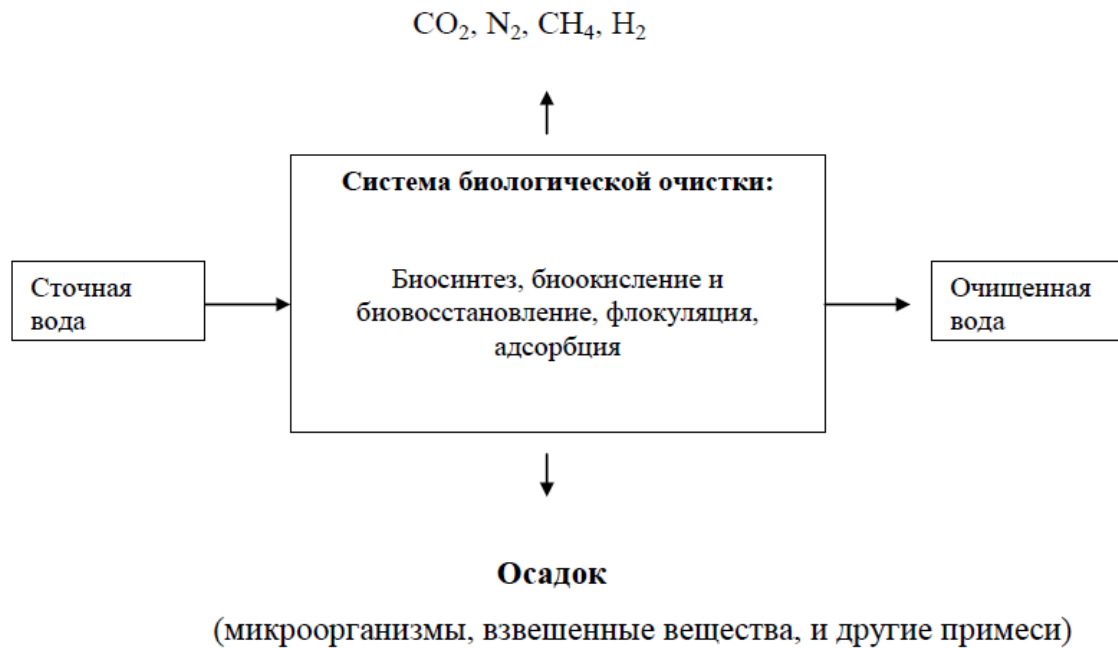 CO₂, N₂, CH₄, H₂
Система биологической очистки:
Сточная
вода
Биосинтез, биоокисление и
биовосстановление, флокуляция,
адсорбция
Очищенная
вода
Осадок
(микроорганизмы, взвешенные вещества, и другие примеси)